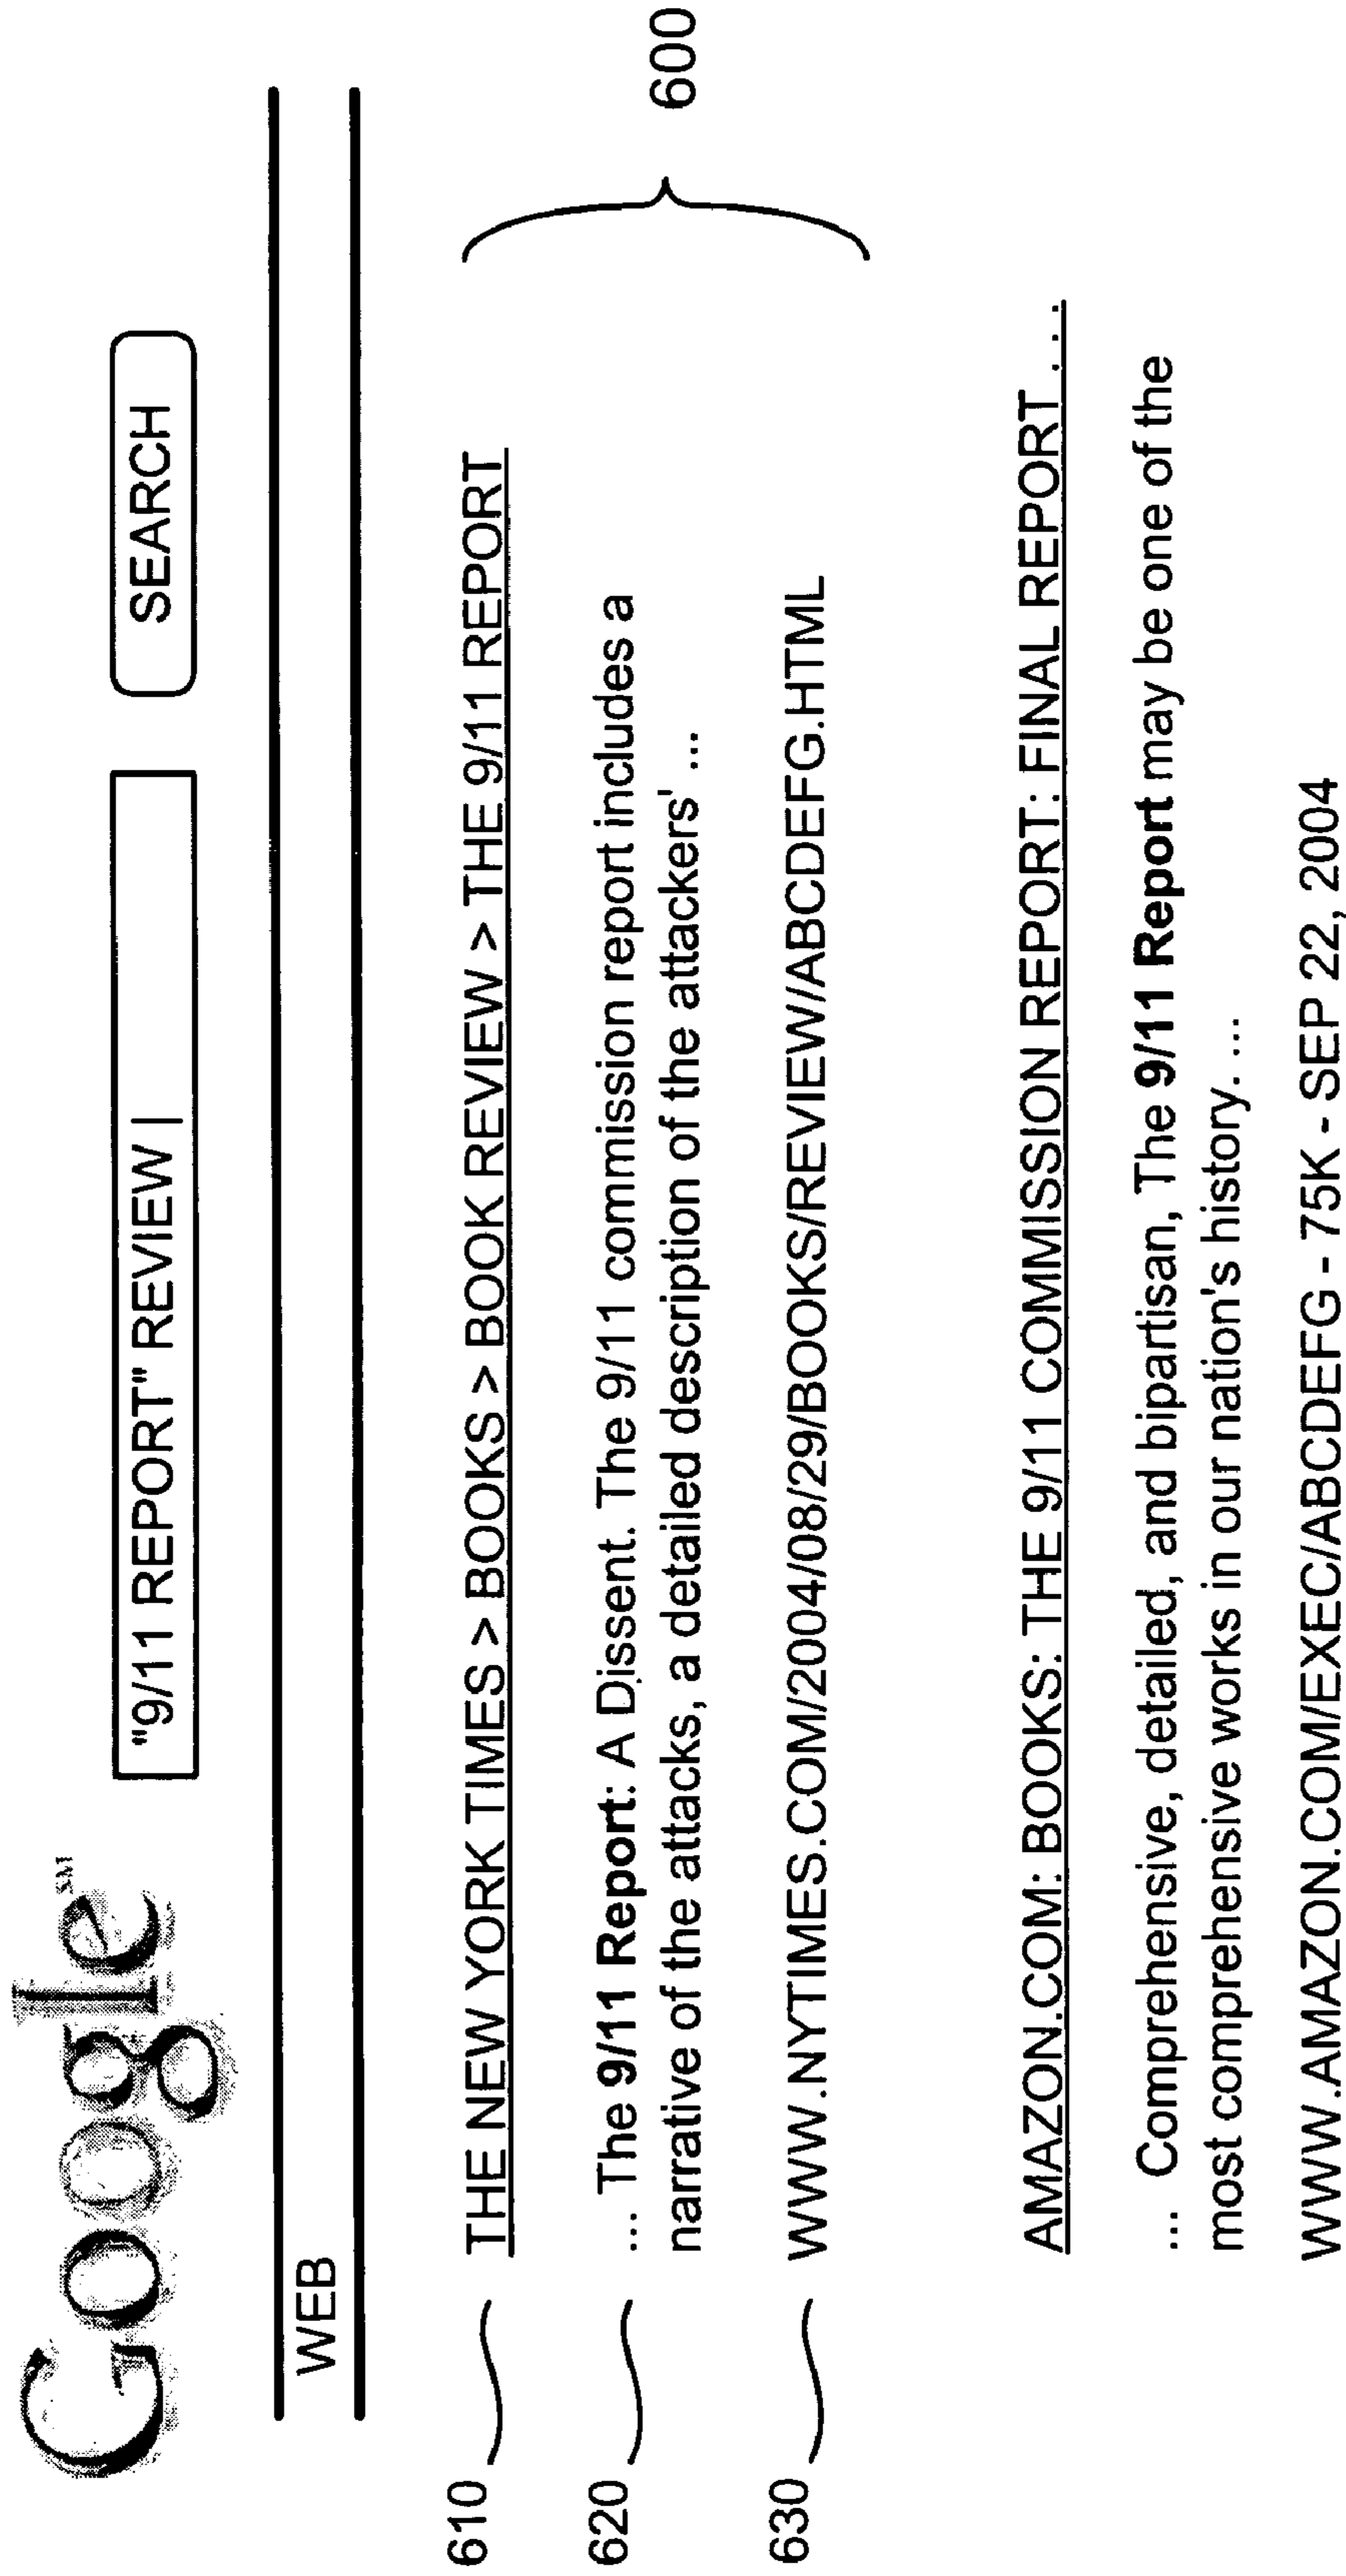 Google SM
"9/11 REPORT" REVIEW |
SEARCH
WEB
610
THE NEW YORK TIMES > BOOKS > BOOK REVIEW > THE 9/11 REPORT
620
... The 9/11 Report: A Dissent. The 9/11 commission report includes a
narrative of the attacks, a detailed description of the attackers' ...
630
WWW.NYTIMES.COM/2004/08/29/BOOKS/REVIEW/ABCDEFG.HTML
600
AMAZON.COM: BOOKS: THE 9/11 COMMISSION REPORT: FINAL REPORT ...
... Comprehensive, detailed, and bipartisan, The 9/11 Report may be one of the
most comprehensive works in our nation's history. ...
WWW.AMAZON.COM/EXEC/ABCDEFG - 75K - SEP 22, 2004